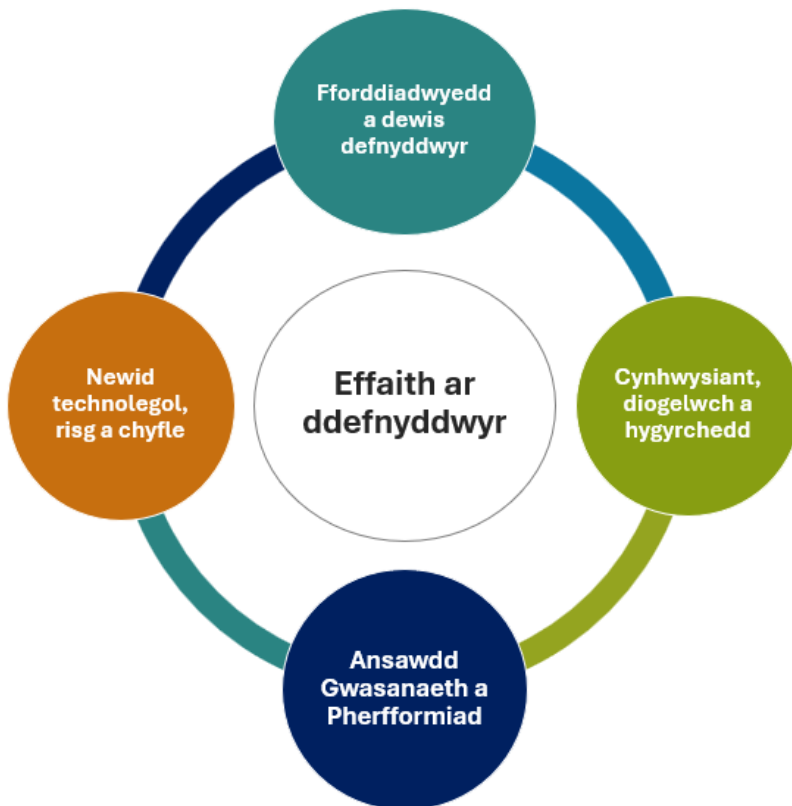 Fforddiadwyedd
a dewis
defnyddwyr
Newid
technolegol,
risg a chyfle
Effaith ar
ddefnyddwyr
Cynhwysiant,
diogelwch a
hygyrchedd
Ansawdd
Gwasanaeth a
Pherfformiad